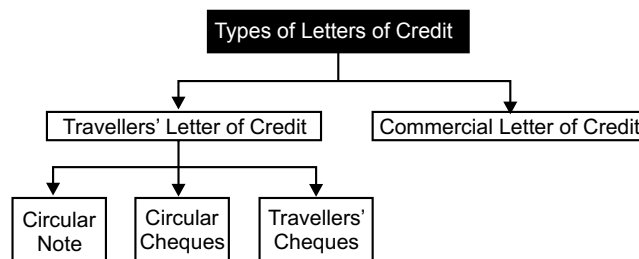 Types of Letters of Credit
Travellers' Letter of Credit
Commercial Letter of Credit
Circular
Note
Circular
Cheques
Travellers'
Cheques